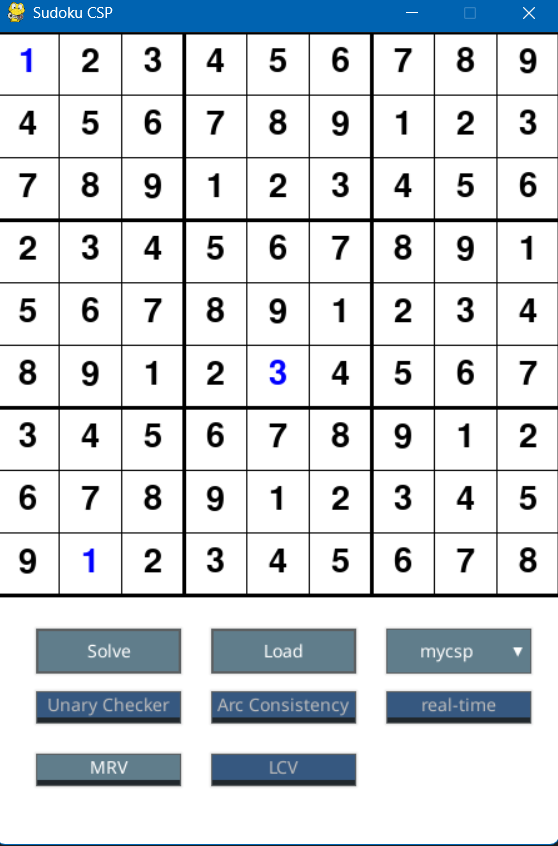 Sudoku CSP
1 2 3 4 5 6 7 8 9
4 5 6 7 8 9 1 2 3
7 8 9 1 2 3 4 5 6
2 3 4 5 6 7 8 9 1
5 6 7 8 9 1 2 3 4
8 9 1 2 3 4 5 6 7
3 4 5 6 7 8 9 1 2
6 7 8 9 1 2 3 4 5
9 1 2 3 4 5 6 7 8
Solve Load mycsp
Unary Checker Arc Consistency real-time
MRV LCV